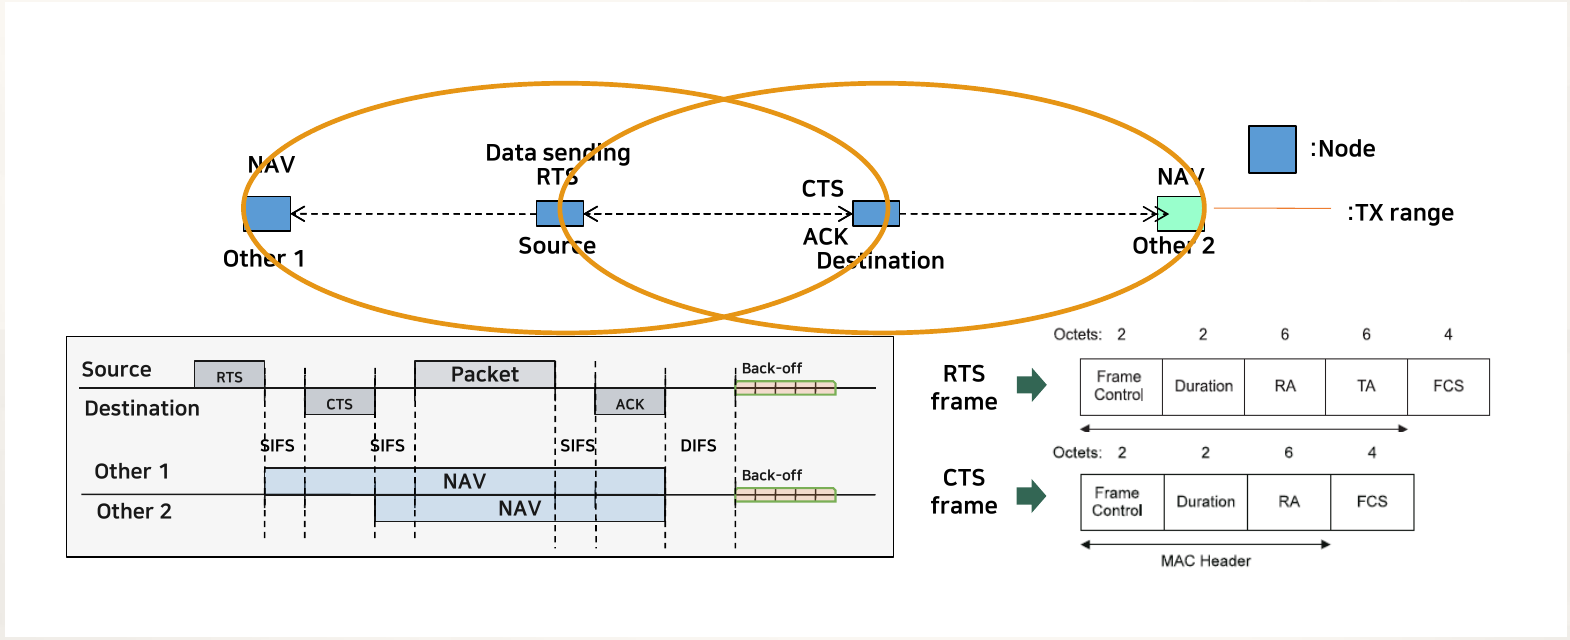 NAV
Data sending
RTS
CTS
NAV
:Node
:TX range
Other 1
Source
ACK
Destination
Other 2
Source
RTS
Packet
Back-off
Destination
CTS
ACK
SIFS
SIFS
SIFS
DIFS
Other 1
NAV
Back-off
Other 2
NAV
RTS
frame
Octets: 2 2 6 6 4
Frame
Control
Duration
RA
TA
FCS
CTS
frame
Octets: 2 2 6 4
Frame
Control
Duration
RA
FCS
MAC Header